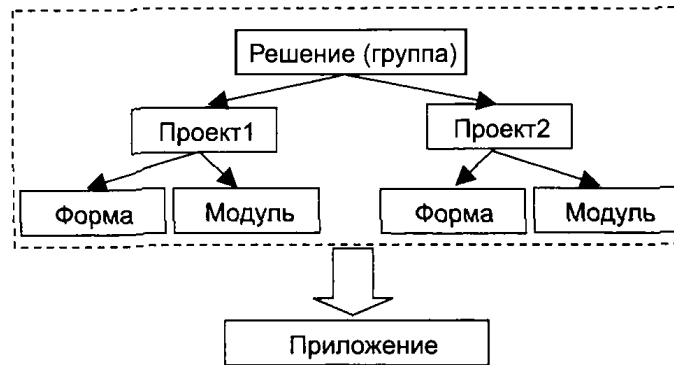 Решение (группа)
Проект1
Проект2
Форма
Модуль
Форма
Модуль
Приложение